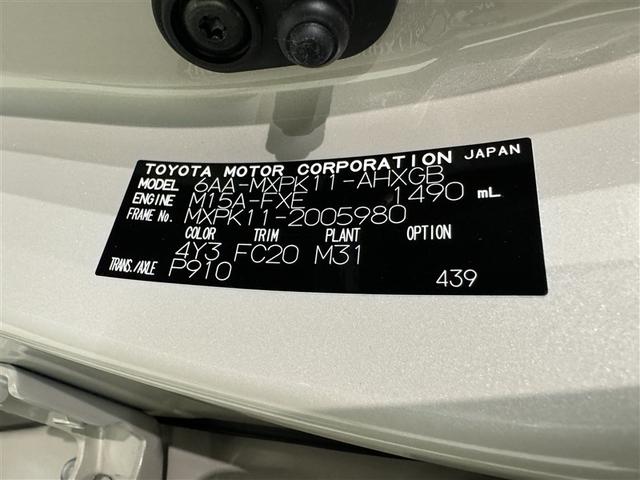 TOYOTA MOTOR CORPORATION JAPAN
MODEL 6AA-MXPK11-AHXGB
ENGINE M15A-FXE 1490 mL
FRAME No. MXPK11-2005980
COLOR TRIM PLANT OPTION
4Y3 FC20 M31
TRANS./AXLE P910 439